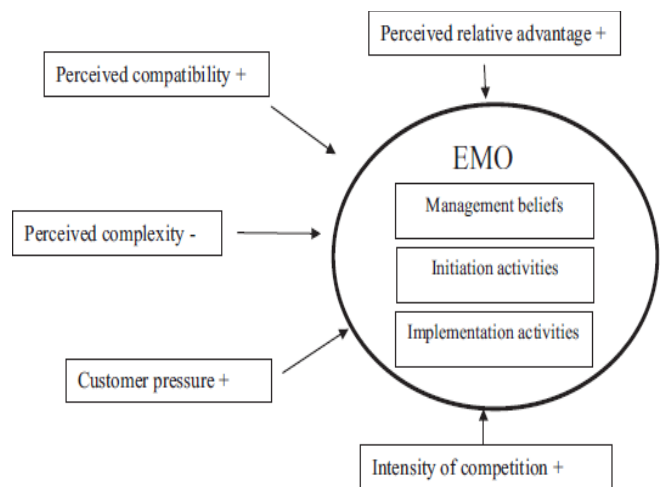 Perceived relative advantage +
Perceived compatibility +
EMO
Management beliefs
Perceived complexity -
Initiation activities
Implementation activities
Customer pressure +
Intensity of competition +